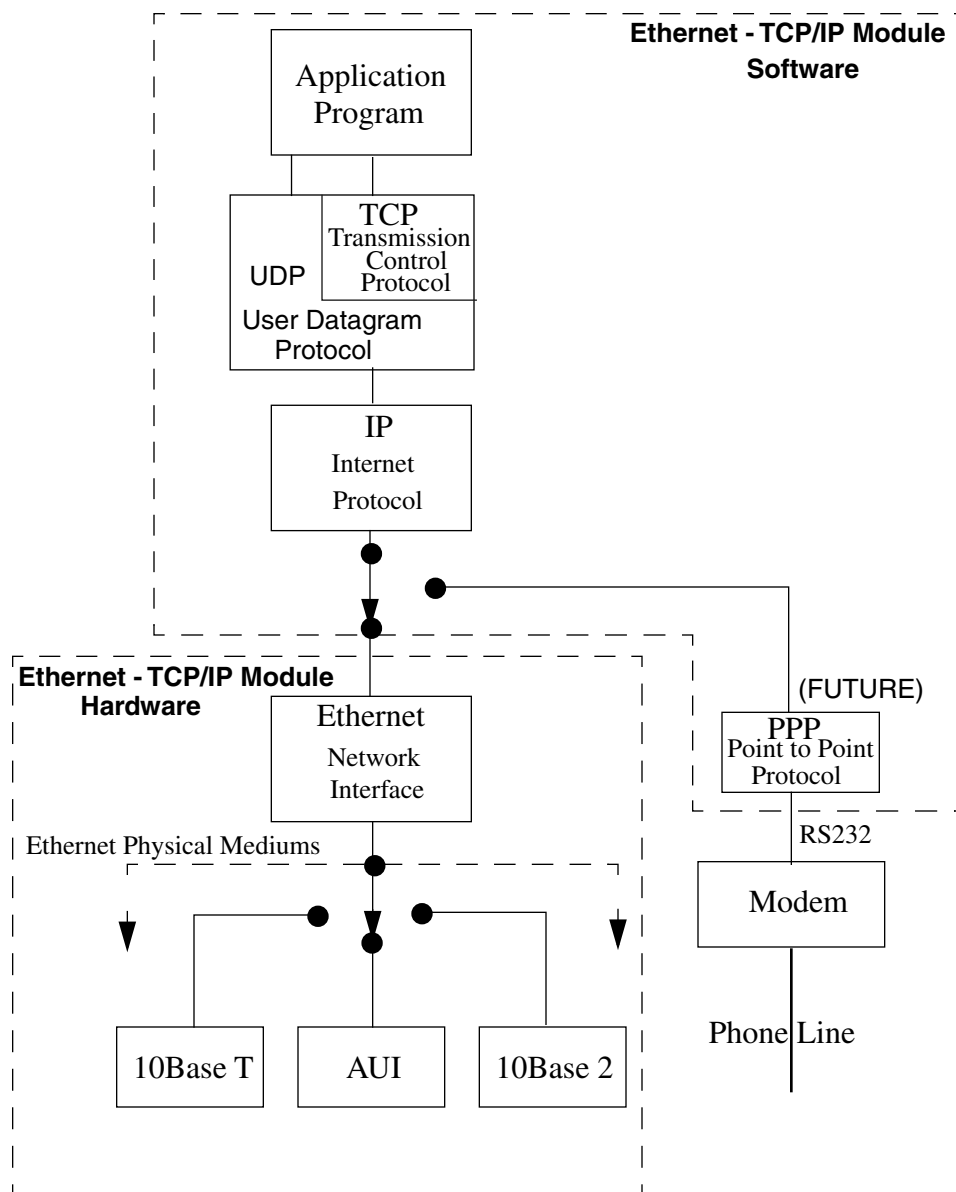 Ethernet - TCP/IP Module
Software
Application
Program
TCP
Transmission
Control
Protocol
UDP
User Datagram
Protocol
IP
Internet
Protocol
Ethernet - TCP/IP Module
Hardware
(FUTURE)
Ethernet
Network
Interface
PPP
Point to Point
Protocol
Ethernet Physical Mediums
RS232
Modem
Phone Line
10Base T
AUI
10Base 2